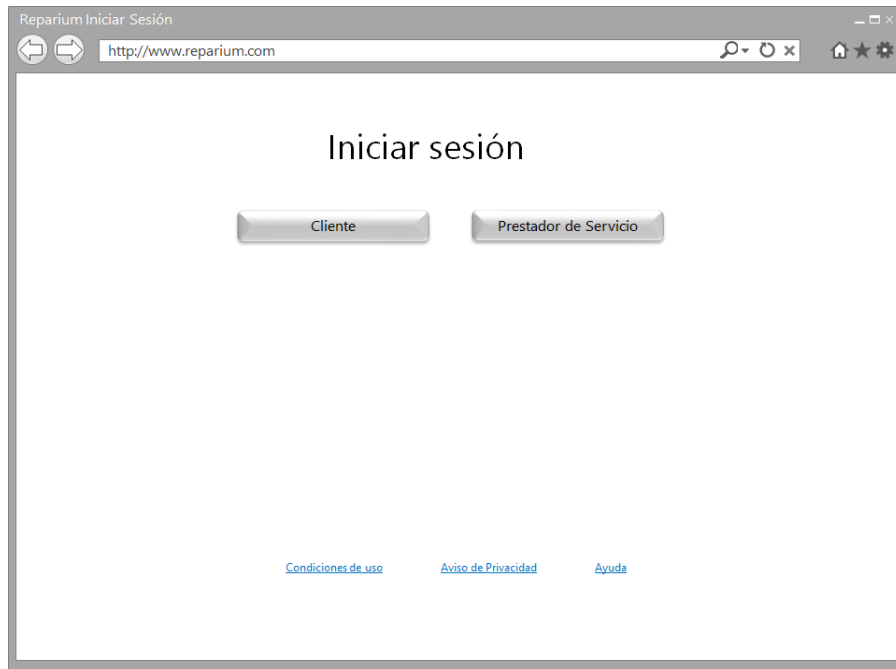 Reparium Iniciar Sesión
http://www.reparium.com
Iniciar sesión
Cliente
Prestador de Servicio
Condiciones de uso
Aviso de Privacidad
Ayuda